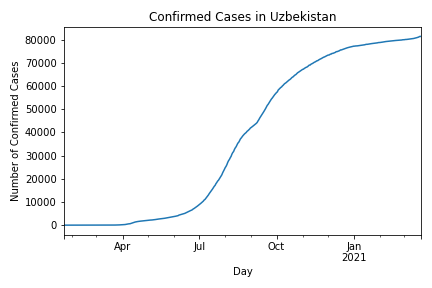 Confirmed Cases in Uzbekistan
80000
70000
60000
50000
40000
30000
20000
10000
0
Number of Confirmed Cases
Apr
Jul
Oct
Jan
2021
Day